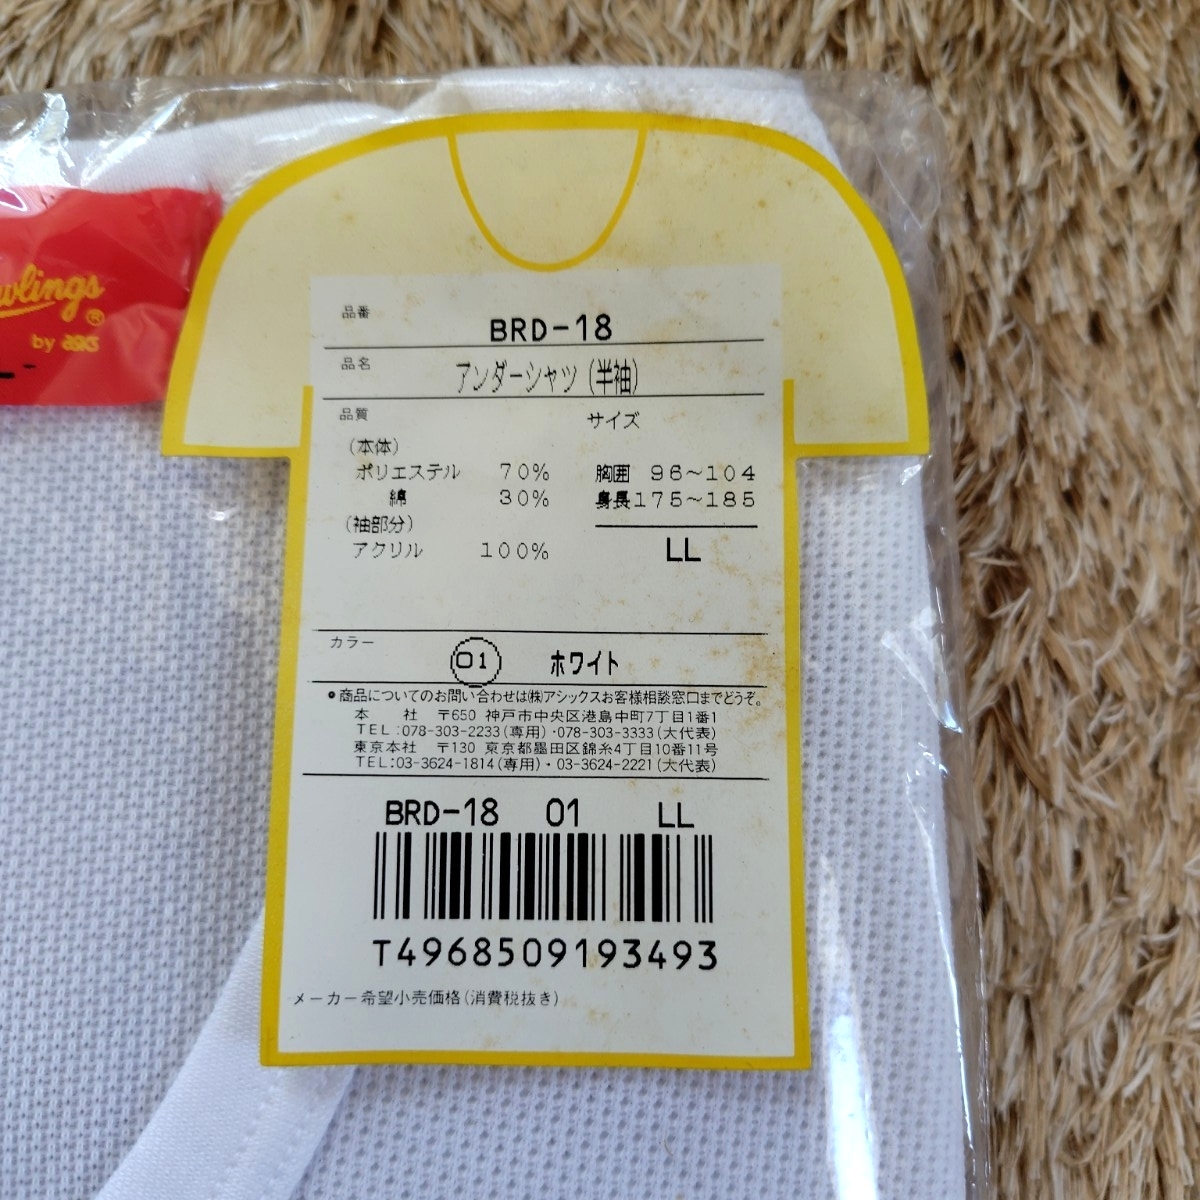 wlings®
by asics
品番
BRD-18
品名
アンダーシャツ(半袖)
品質
サイズ
(本体)
ポリエステル 70%
綿 30%
(袖部分)
アクリル 100%
胸囲 96~104
身長175~185
LL
カラー
01 ホワイト
●商品についてのお問い合わせは㈱アシックスお客様相談窓口までどうぞ。
本 社 〒650 神戸市中央区港島中町7丁目1番1
TEL:078-303-2233(専用)・078-303-3333(大代表)
東京本社 〒130 東京都墨田区錦糸4丁目10番11号
TEL:03-3624-1814(専用)・03-3624-2221(大代表)
BRD-18 01 LL
T4968509193493
メーカー希望小売価格(消費税抜き)